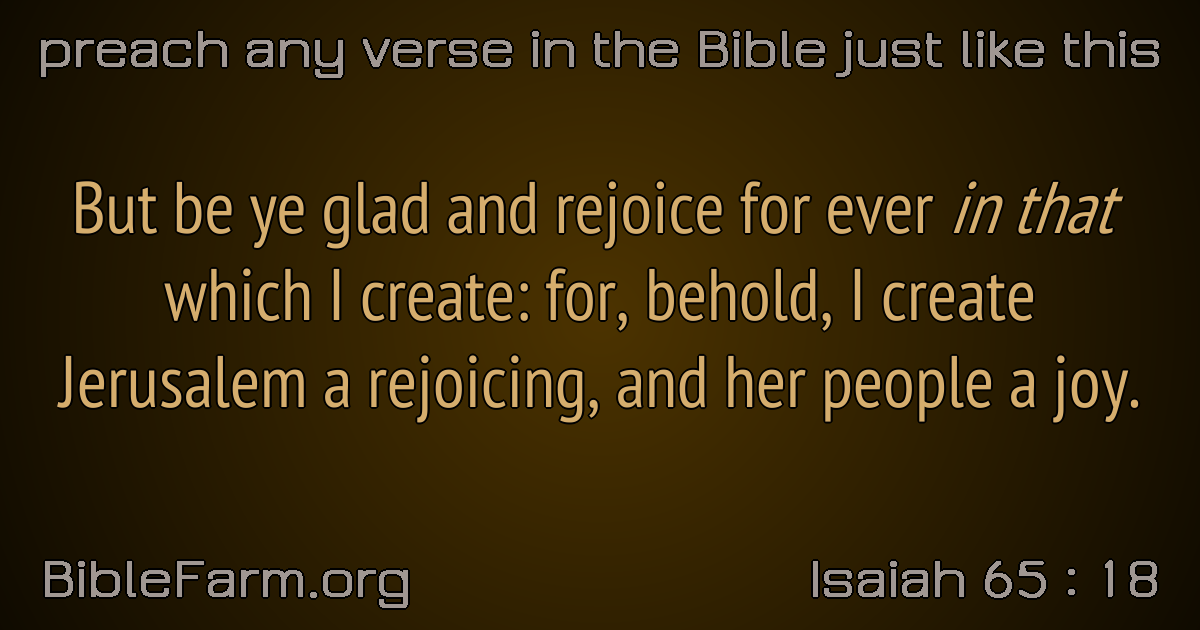 preach any verse in the Bible just like this
But be ye glad and rejoice for ever in that
which I create: for, behold, I create
Jerusalem a rejoicing, and her people a joy.
BibleFarm.org
Isaiah 65 : 18